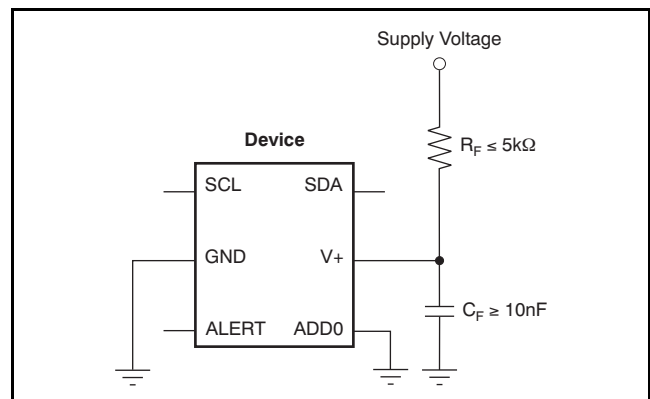 Supply Voltage
Device
R_F ≤ 5kΩ
SCL SDA
GND V+
C_F ≥ 10nF
ALERT ADD0